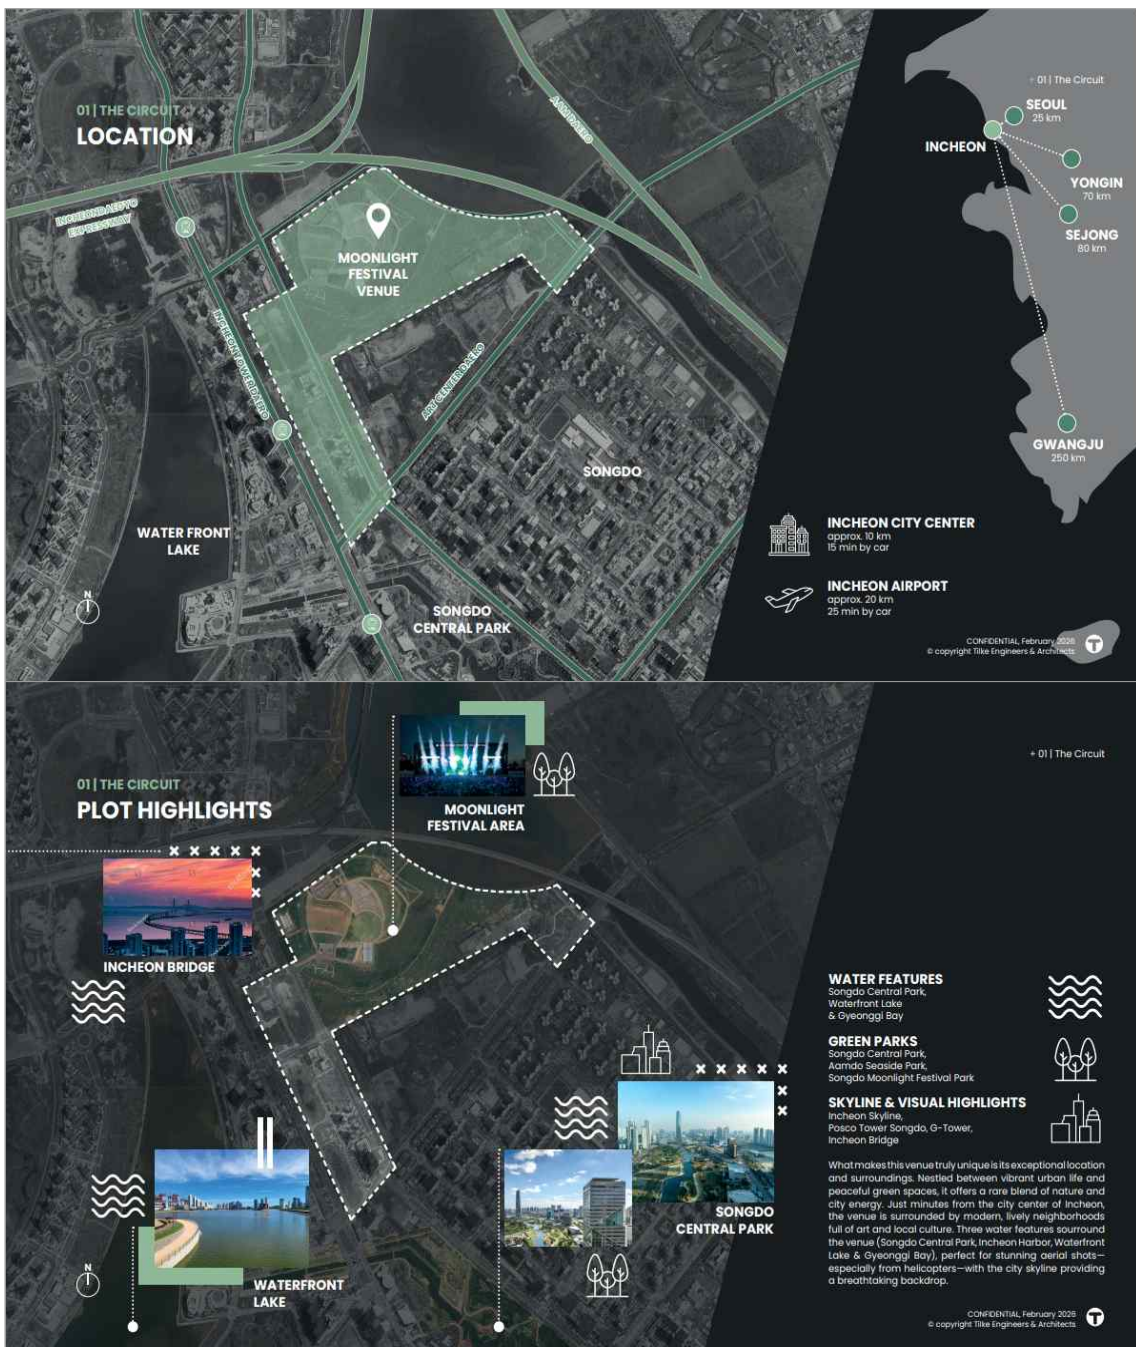 01 | THE CIRCUIT
LOCATION
÷ 01 | The Circuit
AAMDAERO
SEOUL
25 km
INCHEON
YONGIN
70 km
SEJONG
80 km
INCHEONDAEGYO
EXPRESSWAY
MOONLIGHT
FESTIVAL
VENUE
INCHEON TOWERDAERO
ART CENTER DAERO
GWANGJU
250 km
SONGDO
WATER FRONT
LAKE
INCHEON CITY CENTER
approx. 10 km
15 min by car
N
INCHEON AIRPORT
approx. 20 km
25 min by car
SONGDO
CENTRAL PARK
CONFIDENTIAL, February 2026
© copyright Tilke Engineers & Architects
T
÷ 01 | The Circuit
01 | THE CIRCUIT
PLOT HIGHLIGHTS
MOONLIGHT
FESTIVAL AREA
INCHEON BRIDGE
WATER FEATURES
Songdo Central Park,
Waterfront Lake
& Gyeonggi Bay
GREEN PARKS
Songdo Central Park,
Aamdo Seaside Park,
Songdo Moonlight Festival Park
SKYLINE & VISUAL HIGHLIGHTS
Incheon Skyline,
Posco Tower Songdo, G-Tower,
Incheon Bridge
What makes this venue truly unique is its exceptional location
and surroundings. Nestled between vibrant urban life and
peaceful green spaces, it offers a rare blend of nature and
city energy. Just minutes from the city center of Incheon,
the venue is surrounded by modern, lively neighborhoods
full of art and local culture. Three water features sourround
the venue (Songdo Central Park, Incheon Harbor, Waterfront
Lake & Gyeonggi Bay), perfect for stunning aerial shots—
especially from helicopters—with the city skyline providing
a breathtaking backdrop.
SONGDO
CENTRAL PARK
N
WATERFRONT
LAKE
CONFIDENTIAL, February 2026
© copyright Tilke Engineers & Architects
T